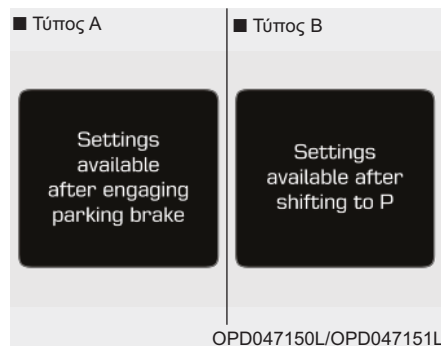 ■ Τύπος A
Settings
available
after engaging
parking brake
■ Τύπος B
Settings
available after
shifting to P
OPD047150L/OPD047151L